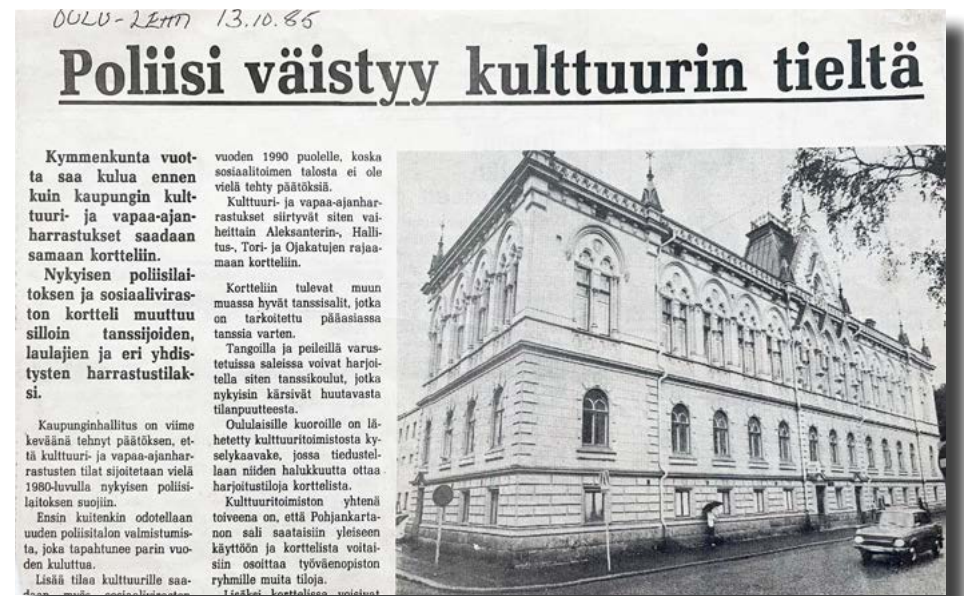 OULU-LEHTI 13.10.85
Poliisi väistyy kulttuurin tieltä
Kymmenkunta vuot-
ta saa kulua ennen
kuin kaupungin kult-
tuuri- ja vapaa-ajan-
harrastukset saadaan
samaan kortteliin.
Nykyisen poliisilai-
toksen ja sosiaaliviras-
ton kortteli muuttuu
silloin tanssijoiden,
laulajien ja eri yhdis-
tysten harrastustilak-
si.
Kaupunginhallitus on viime
keväänä tehnyt päätöksen, et-
tä kulttuuri- ja vapaa-ajanhar-
rastusten tilat sijoitetaan vielä
1980-luvulla nykyisen poliisi-
laitoksen suojiin.
Ensin kuitenkin odotellaan
uuden poliisitalon valmistumis-
ta, joka tapahtunee parin vuo-
den kuluttua.
Lisää tilaa kulttuurille saa-
daan myös sosiaaliviraston
vuoden 1990 puolelle, koska
sosiaalitoimen talosta ei ole
vielä tehty päätöksiä.
Kulttuuri- ja vapaa-ajanhar-
rastukset siirtyvät siten vai-
heittain Aleksanterin-, Halli-
tus-, Tori- ja Ojakatujen rajaa-
maan kortteliin.
Kortteliin tulevat muun
muassa hyvät tanssisalit, jotka
on tarkoitettu pääasiassa
tanssia varten.
Tangoilla ja peileillä varus-
tetuissa saleissa voivat harjoi-
tella siten tanssikoulut, jotka
nykyisin kärsivät huutavasta
tilanpuutteesta.
Oululaisille kuoroille on lä-
hetetty kulttuuritoimistosta ky-
selykaavake, jossa tiedustel-
laan niiden halukkuutta ottaa
harjoitustiloja korttelista.
Kulttuuritoimiston yhtenä
toiveena on, että Pohjankarta-
non sali saataisiin yleiseen
käyttöön ja korttelista voitai-
siin osoittaa työväenopiston
ryhmille muita tiloja.
Lisäksi korttelissa voisivat